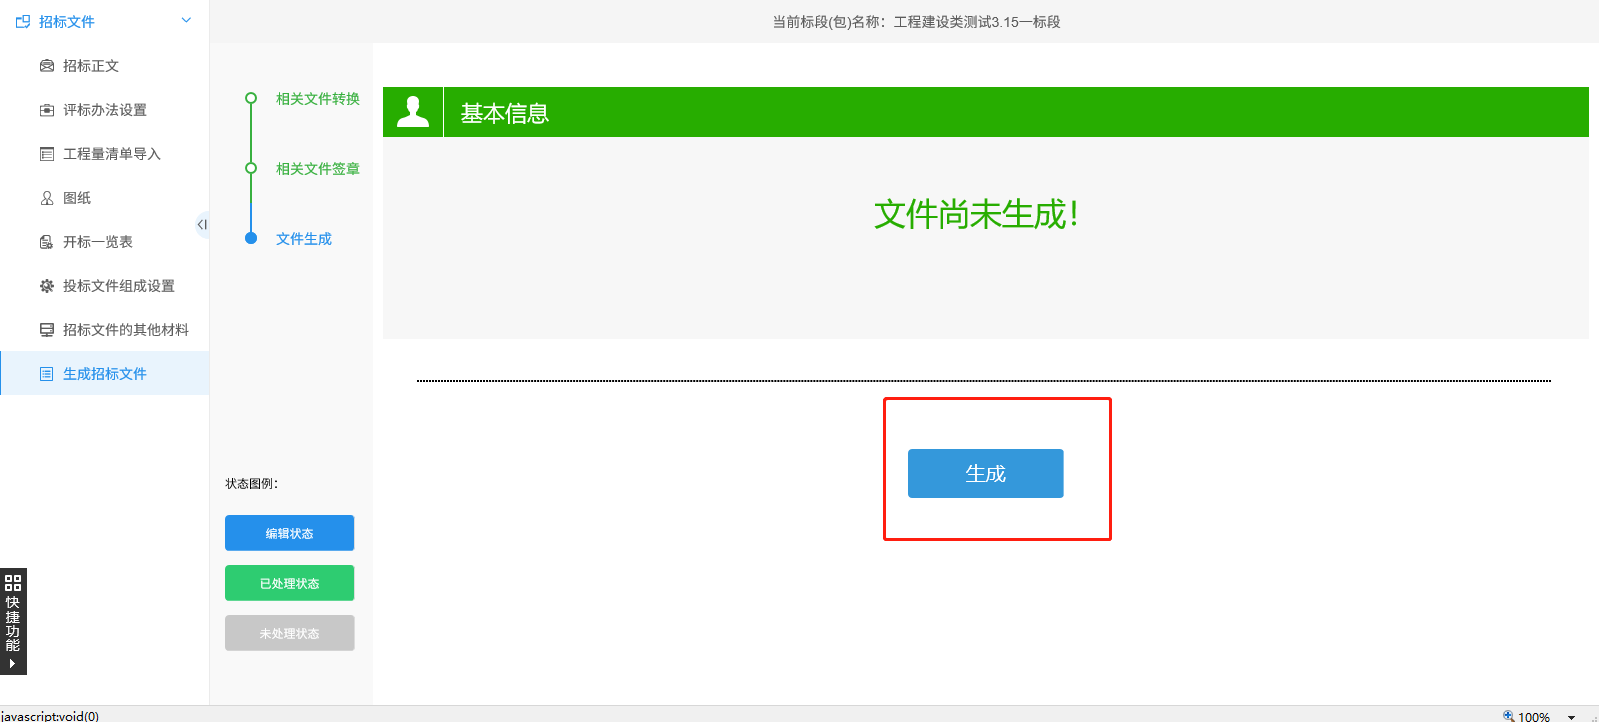 招标文件
当前标段(包)名称：工程建设类测试3.15一标段
招标正文
评标办法设置
工程量清单导入
图纸
开标一览表
投标文件组成设置
招标文件的其他材料
生成招标文件
相关文件转换
相关文件签章
文件生成
基本信息
文件尚未生成！
生成
状态图例：
编辑状态
已处理状态
未处理状态
快捷功能
javascript:void(0)
100%